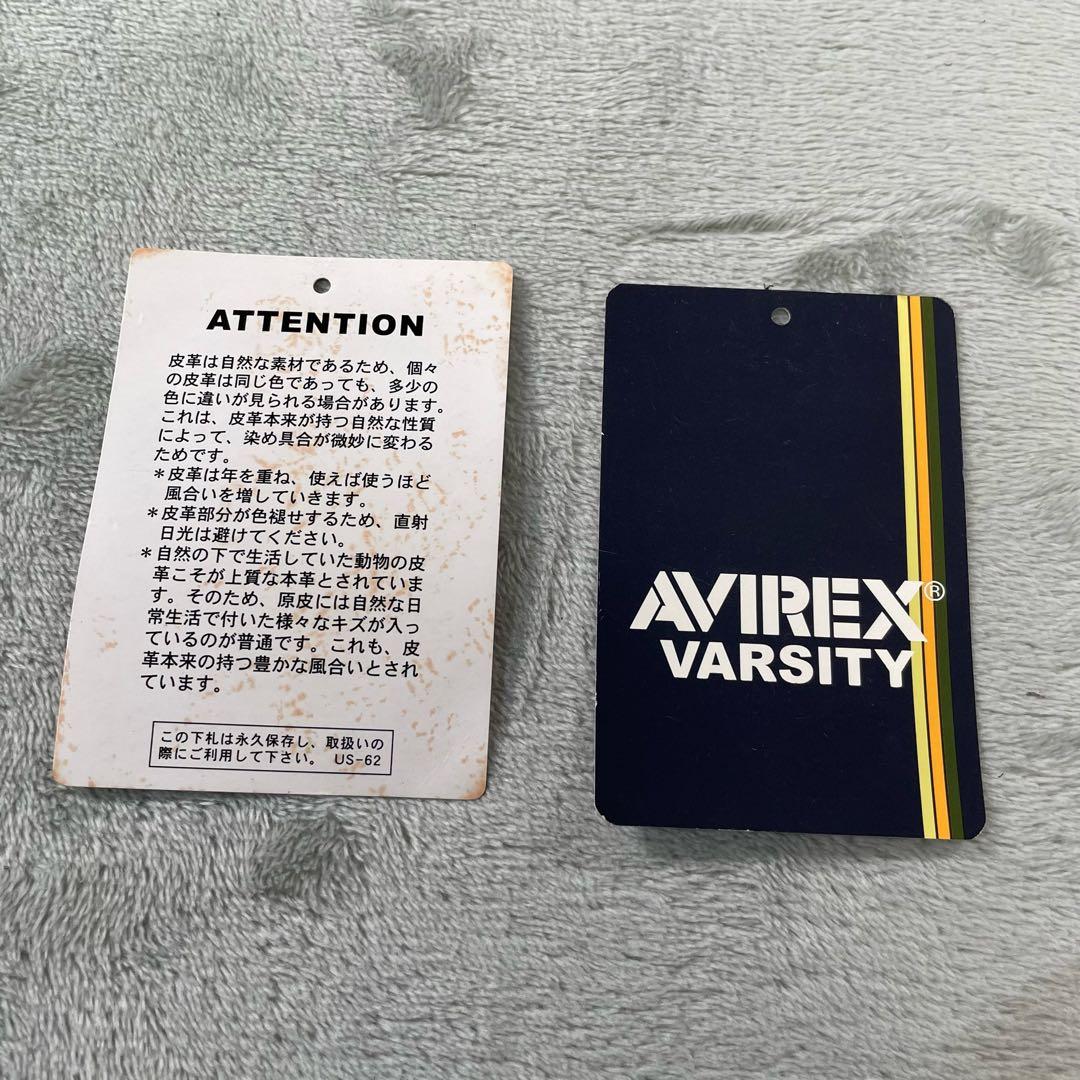 ATTENTION
皮革は自然な素材であるため、個々
の皮革は同じ色であっても、多少の
色に違いが見られる場合があります。
これは、皮革本来が持つ自然な性質
によって、染め具合が微妙に変わる
ためです。
＊皮革は年を重ね、使えば使うほど
風合いを増していきます。
＊皮革部分が色褪せするため、直射
日光は避けてください。
＊自然の下で生活していた動物の皮
革こそが上質な本革とされていま
す。そのため、原皮には自然な日
常生活で付いた様々なキズが入っ
ているのが普通です。これも、皮
革本来の持つ豊かな風合いとされ
ています。
この下札は永久保存し、取扱いの
際にご利用して下さい。 US-62
AVIREX®
VARSITY